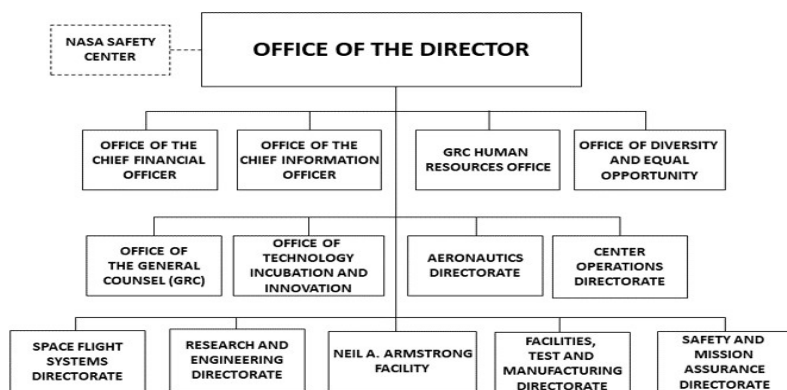 NASA SAFETY
CENTER
OFFICE OF THE DIRECTOR
OFFICE OF THE
CHIEF FINANCIAL
OFFICER
OFFICE OF THE
CHIEF INFORMATION
OFFICER
GRC HUMAN
RESOURCES OFFICE
OFFICE OF DIVERSITY
AND EQUAL
OPPORTUNITY
OFFICE OF
THE GENERAL
COUNSEL (GRC)
OFFICE OF
TECHNOLOGY
INCUBATION AND
INNOVATION
AERONAUTICS
DIRECTORATE
CENTER
OPERATIONS
DIRECTORATE
SPACE FLIGHT
SYSTEMS
DIRECTORATE
RESEARCH AND
ENGINEERING
DIRECTORATE
NEIL A. ARMSTRONG
FACILITY
FACILITIES,
TEST AND
MANUFACTURING
DIRECTORATE
SAFETY AND
MISSION
ASSURANCE
DIRECTORATE